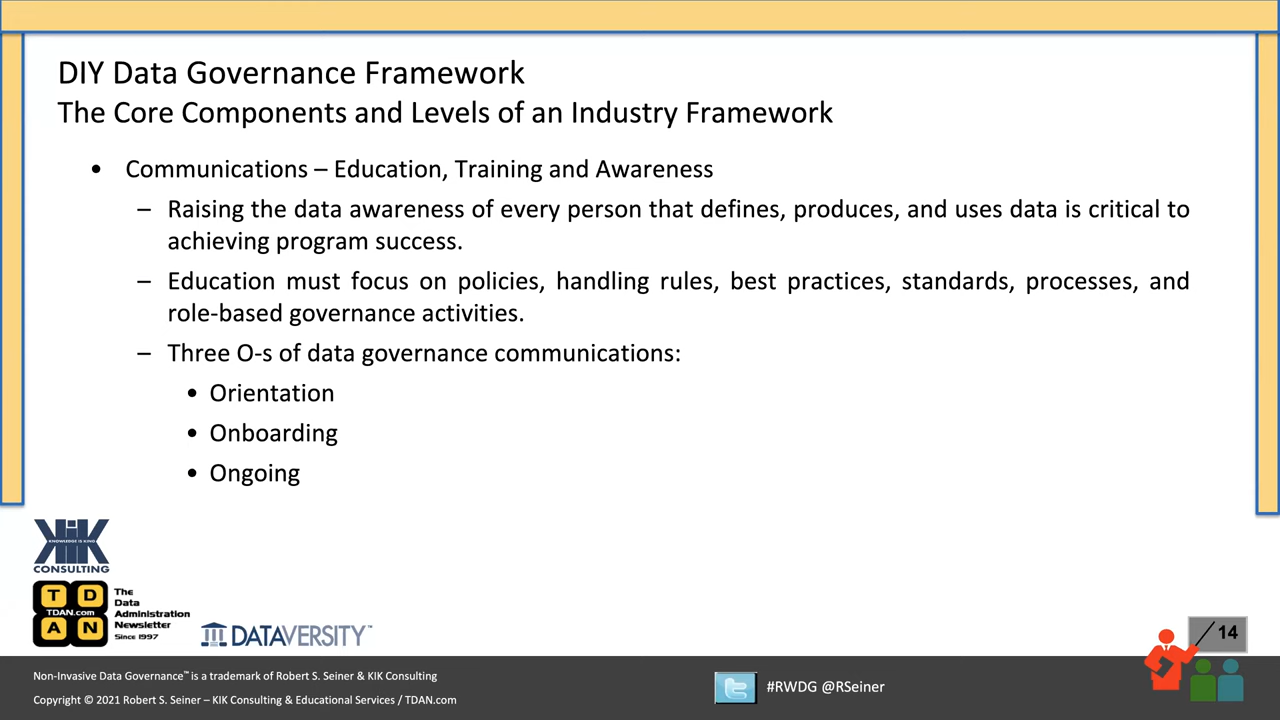 DIY Data Governance Framework
The Core Components and Levels of an Industry Framework
• Communications – Education, Training and Awareness
– Raising the data awareness of every person that defines, produces, and uses data is critical to
achieving program success.
– Education must focus on policies, handling rules, best practices, standards, processes, and
role-based governance activities.
– Three O-s of data governance communications:
• Orientation
• Onboarding
• Ongoing
KIK
KNOWLEDGE IS KING
CONSULTING
T D
TDAN.com
A N
The
Data
Administration
Newsletter
Since 1997
DATAVERSITY™
14
Non-Invasive Data Governance™ is a trademark of Robert S. Seiner & KIK Consulting
Copyright © 2021 Robert S. Seiner – KIK Consulting & Educational Services / TDAN.com
#RWDG @RSeiner